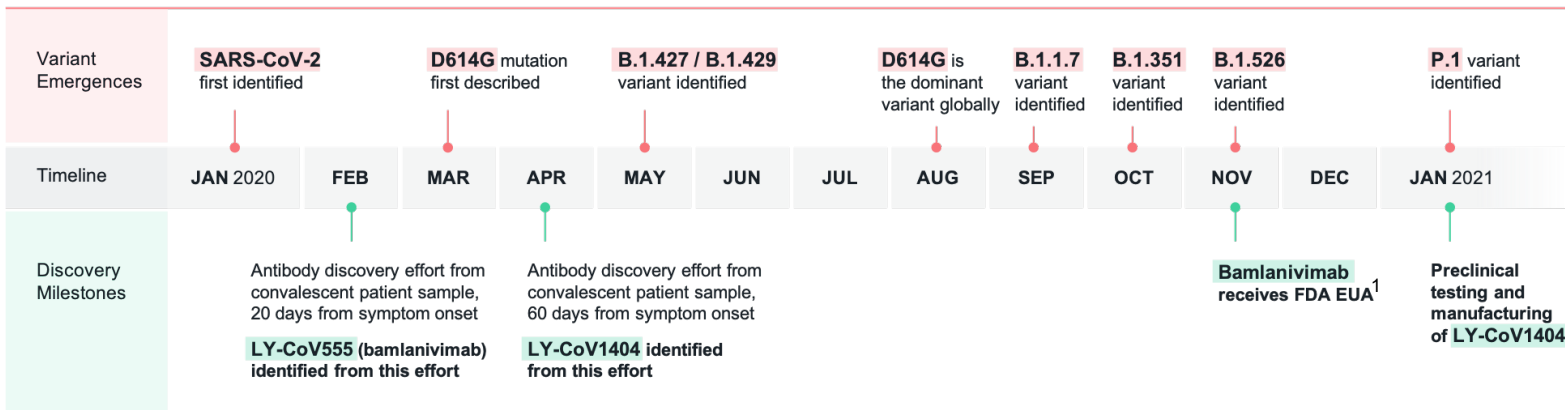 Variant
Emergences
SARS-CoV-2
first identified
D614G mutation
first described
B.1.427 / B.1.429
variant identified
D614G is
the dominant
variant globally
B.1.1.7
variant
identified
B.1.351
variant
identified
B.1.526
variant
identified
P.1 variant
identified
Timeline
JAN 2020
FEB
MAR
APR
MAY
JUN
JUL
AUG
SEP
OCT
NOV
DEC
JAN 2021
Discovery
Milestones
Antibody discovery effort from
convalescent patient sample,
20 days from symptom onset
LY-CoV555 (bamlanivimab)
identified from this effort
Antibody discovery effort from
convalescent patient sample,
60 days from symptom onset
LY-CoV1404 identified
from this effort
Bamlanivimab
receives FDA EUA¹
Preclinical
testing and
manufacturing
of LY-CoV1404